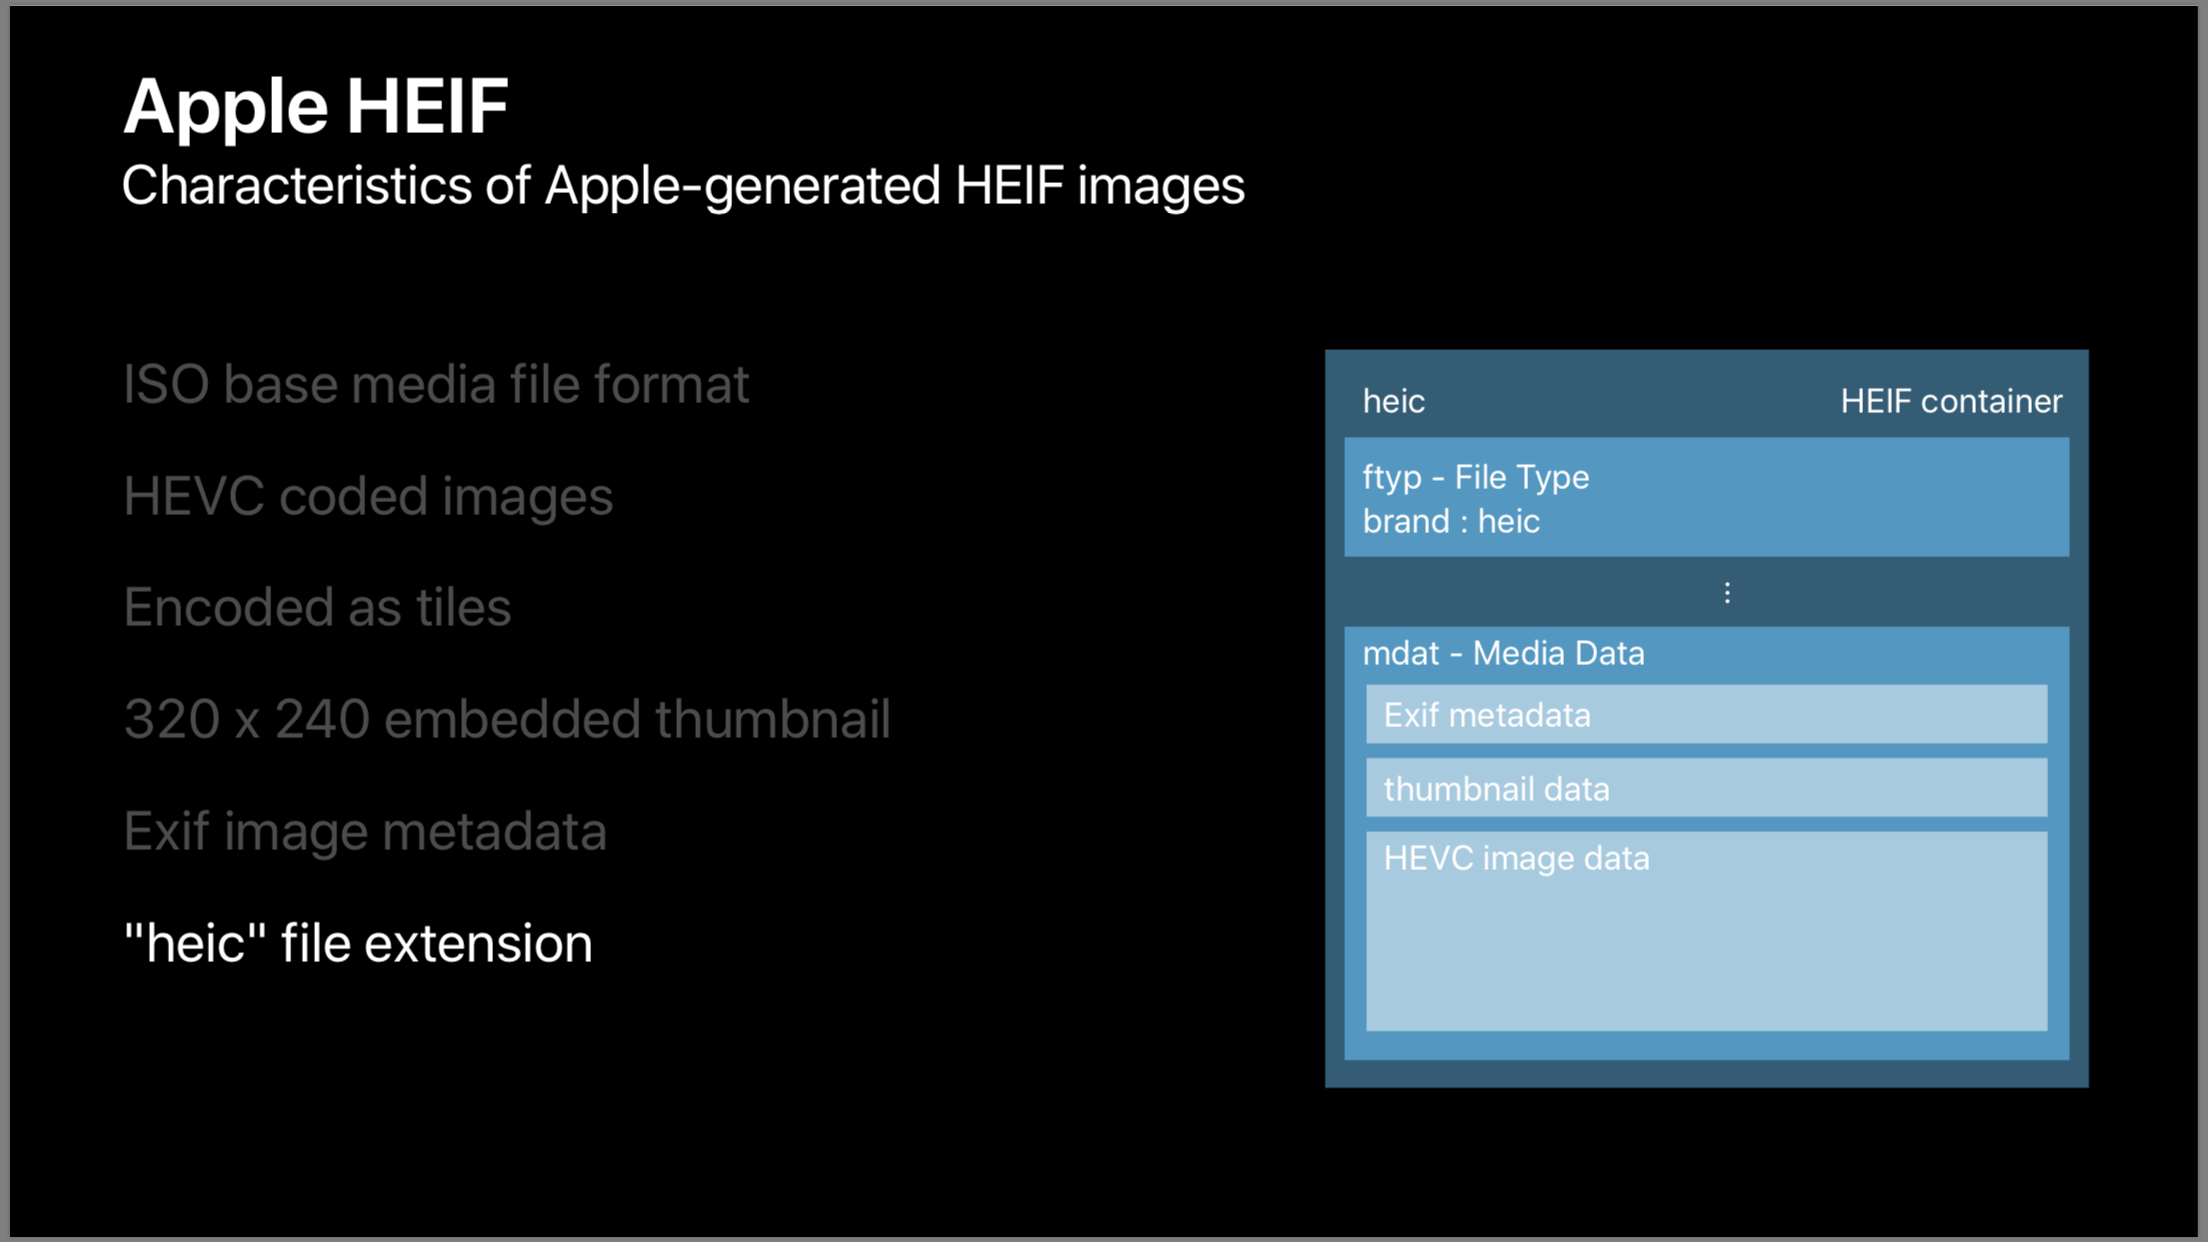 Apple HEIF
Characteristics of Apple-generated HEIF images
ISO base media file format
HEVC coded images
Encoded as tiles
320 x 240 embedded thumbnail
Exif image metadata
"heic" file extension
heic HEIF container
ftyp - File Type
brand : heic
⋮
mdat - Media Data
Exif metadata
thumbnail data
HEVC image data